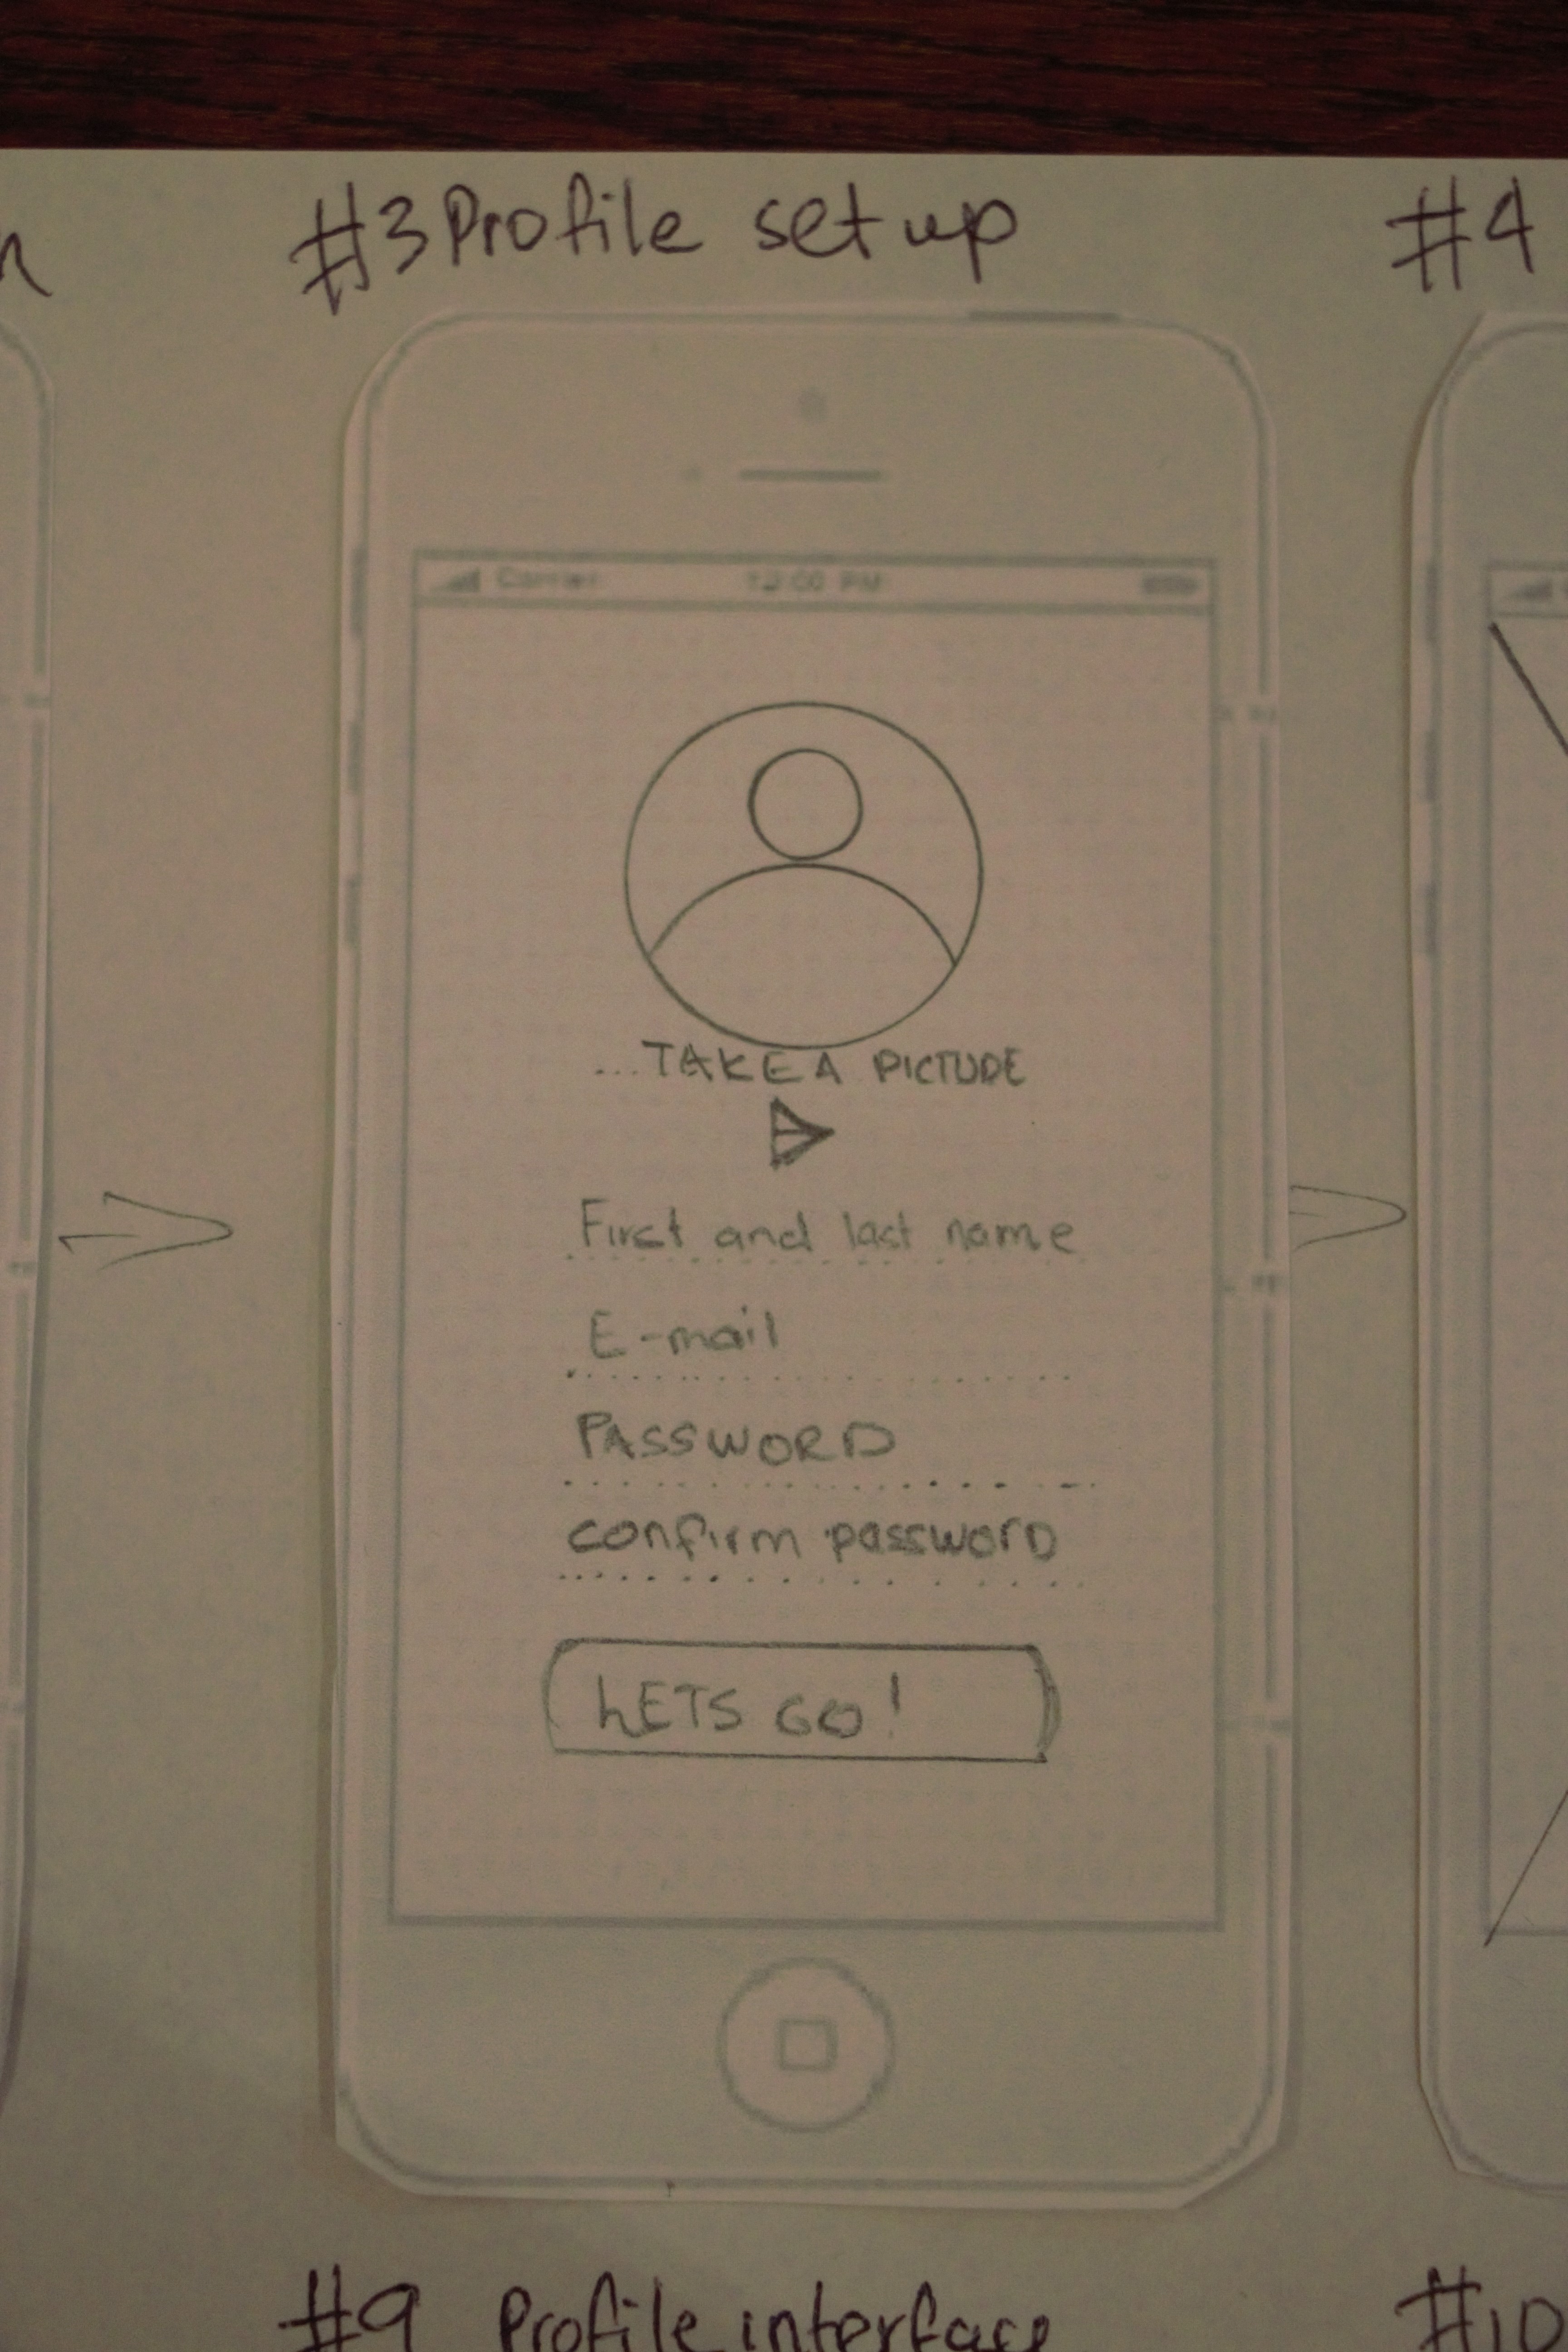 #3 Profile set up
#4
Carrier 12:00 PM
...TAKE A PICTURE
First and last name
E-mail
PASSWORD
confirm password
LETS GO!
#9 Profile interface
#10